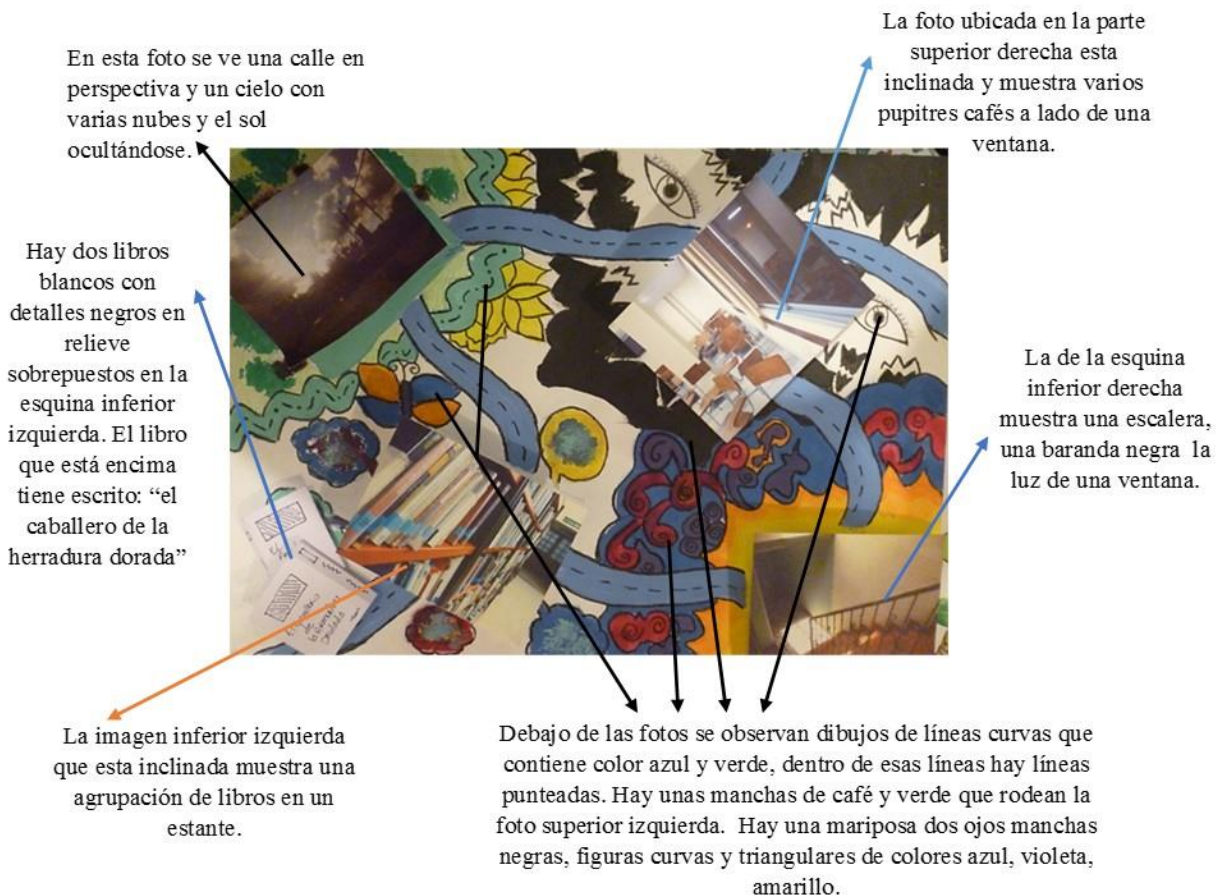 En esta foto se ve una calle en
perspectiva y un cielo con
varias nubes y el sol
ocultándose.
La foto ubicada en la parte
superior derecha esta
inclinada y muestra varios
pupitres cafés a lado de una
ventana.
Hay dos libros
blancos con
detalles negros en
relieve
sobrepuestos en la
esquina inferior
izquierda. El libro
que está encima
tiene escrito: “el
caballero de la
herradura dorada”
La de la esquina
inferior derecha
muestra una escalera,
una baranda negra la
luz de una ventana.
El caballero
de
la herradura
dorada
La imagen inferior izquierda
que esta inclinada muestra una
agrupación de libros en un
estante.
Debajo de las fotos se observan dibujos de líneas curvas que
contiene color azul y verde, dentro de esas líneas hay líneas
punteadas. Hay unas manchas de café y verde que rodean la
foto superior izquierda. Hay una mariposa dos ojos manchas
negras, figuras curvas y triangulares de colores azul, violeta,
amarillo.